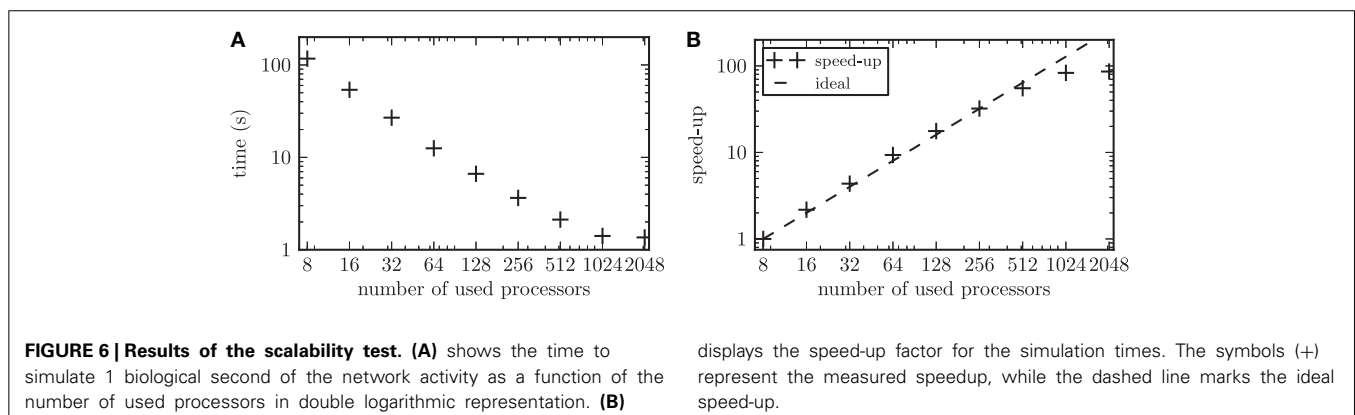 A
100
10
1
time (s)
8 16 32 64 128 256 512 1024 2048
number of used processors
B
100
10
1
speed-up
speed-up
ideal
8 16 32 64 128 256 512 1024 2048
number of used processors
FIGURE 6 | Results of the scalability test. (A) shows the time to
simulate 1 biological second of the network activity as a function of the
number of used processors in double logarithmic representation. (B)
displays the speed-up factor for the simulation times. The symbols (+)
represent the measured speedup, while the dashed line marks the ideal
speed-up.